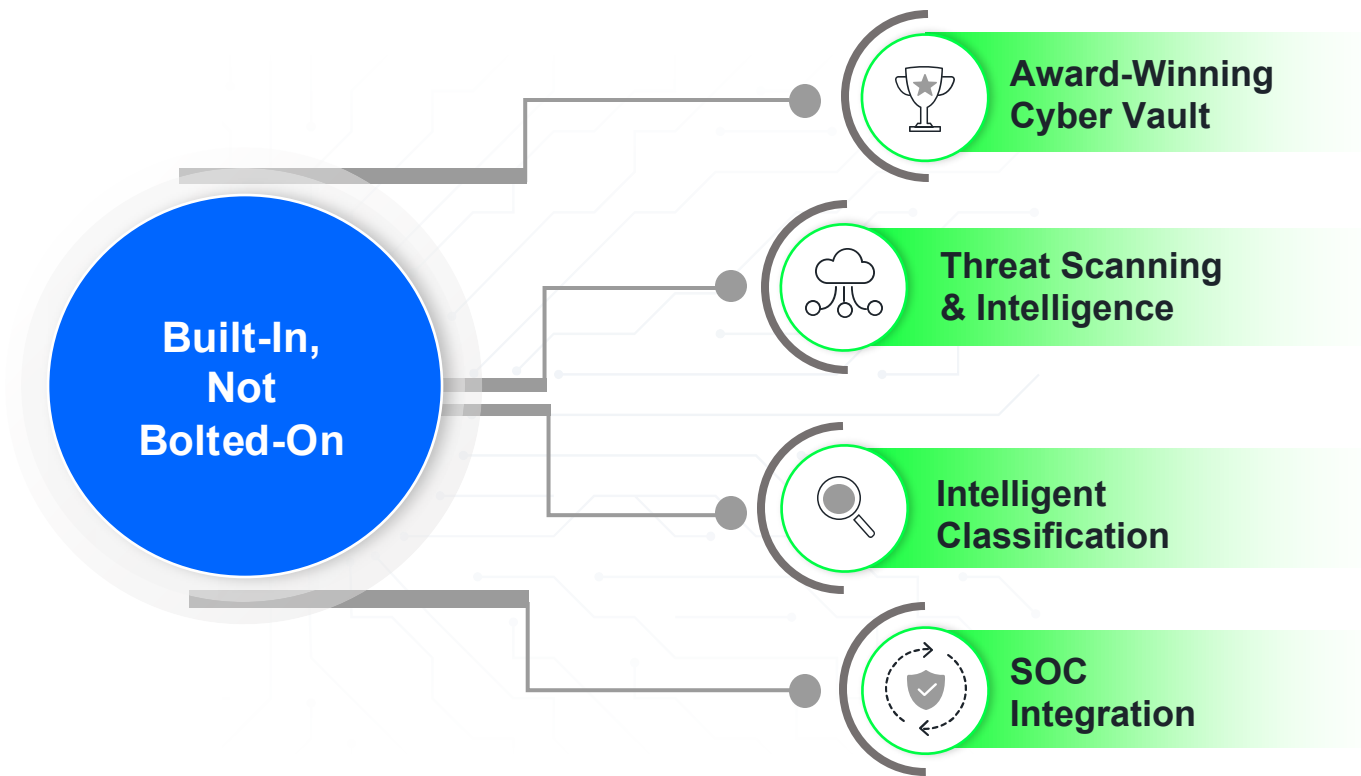 Built-In,
Not
Bolted-On
Award-Winning
Cyber Vault
Threat Scanning
& Intelligence
Intelligent
Classification
SOC
Integration